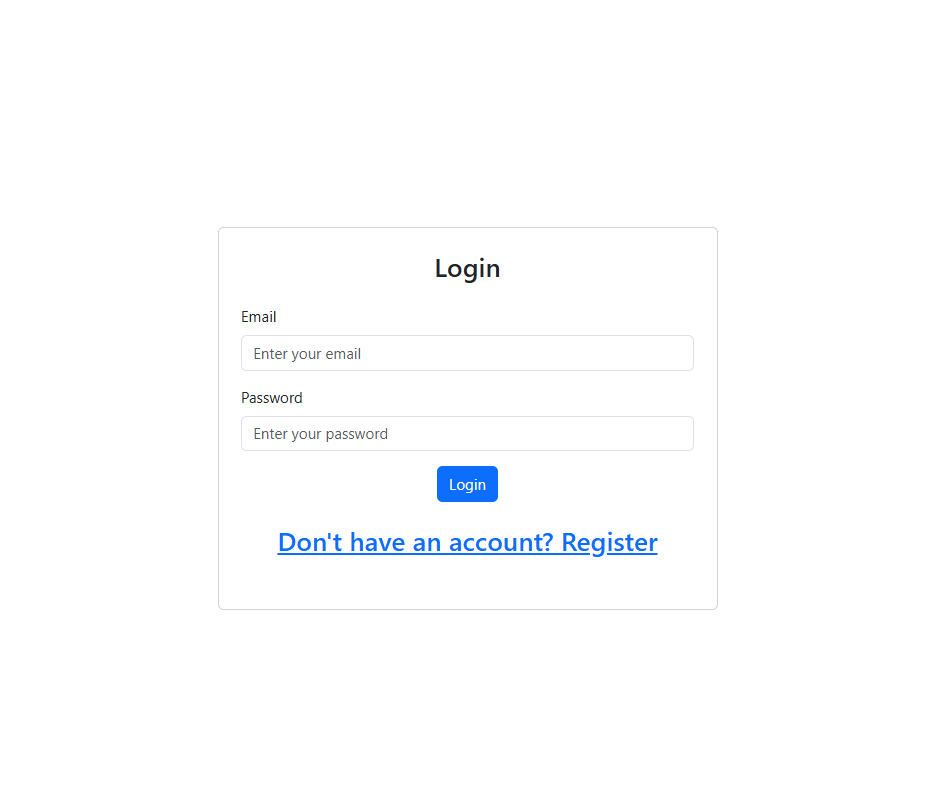 Login
Email
Enter your email
Password
Enter your password
Login
Don't have an account? Register